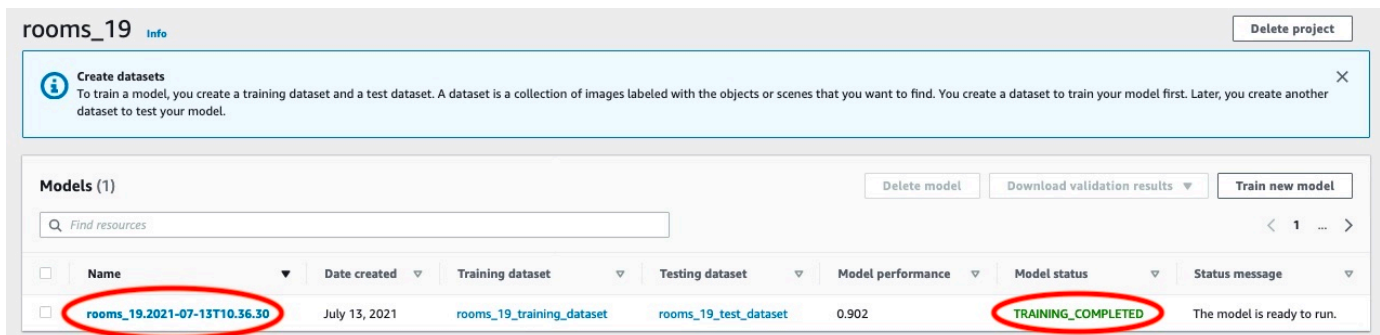 rooms_19 Info
Delete project
Create datasets
To train a model, you create a training dataset and a test dataset. A dataset is a collection of images labeled with the objects or scenes that you want to find. You create a dataset to train your model first. Later, you create another
dataset to test your model.
Models (1)
Delete model
Download validation results
Train new model
Find resources
1 ...
Name Date created Training dataset Testing dataset Model performance Model status Status message
rooms_19.2021-07-13T10.36.30 July 13, 2021 rooms_19_training_dataset rooms_19_test_dataset 0.902 TRAINING_COMPLETED The model is ready to run.